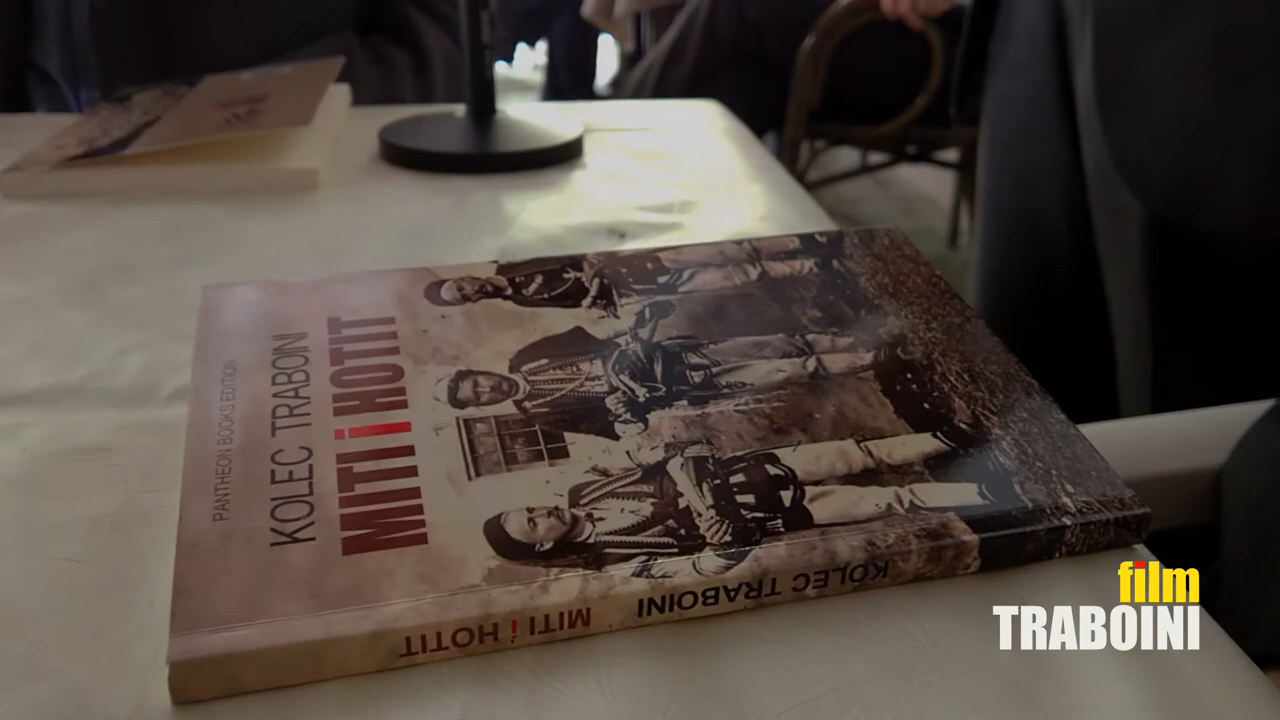 PANTHEON BOOKS EDITION
KOLEC TRABOINI
MITI i HOTIT
MITI i HOTIT KOLEC TRABOINI
film
TRABOINI